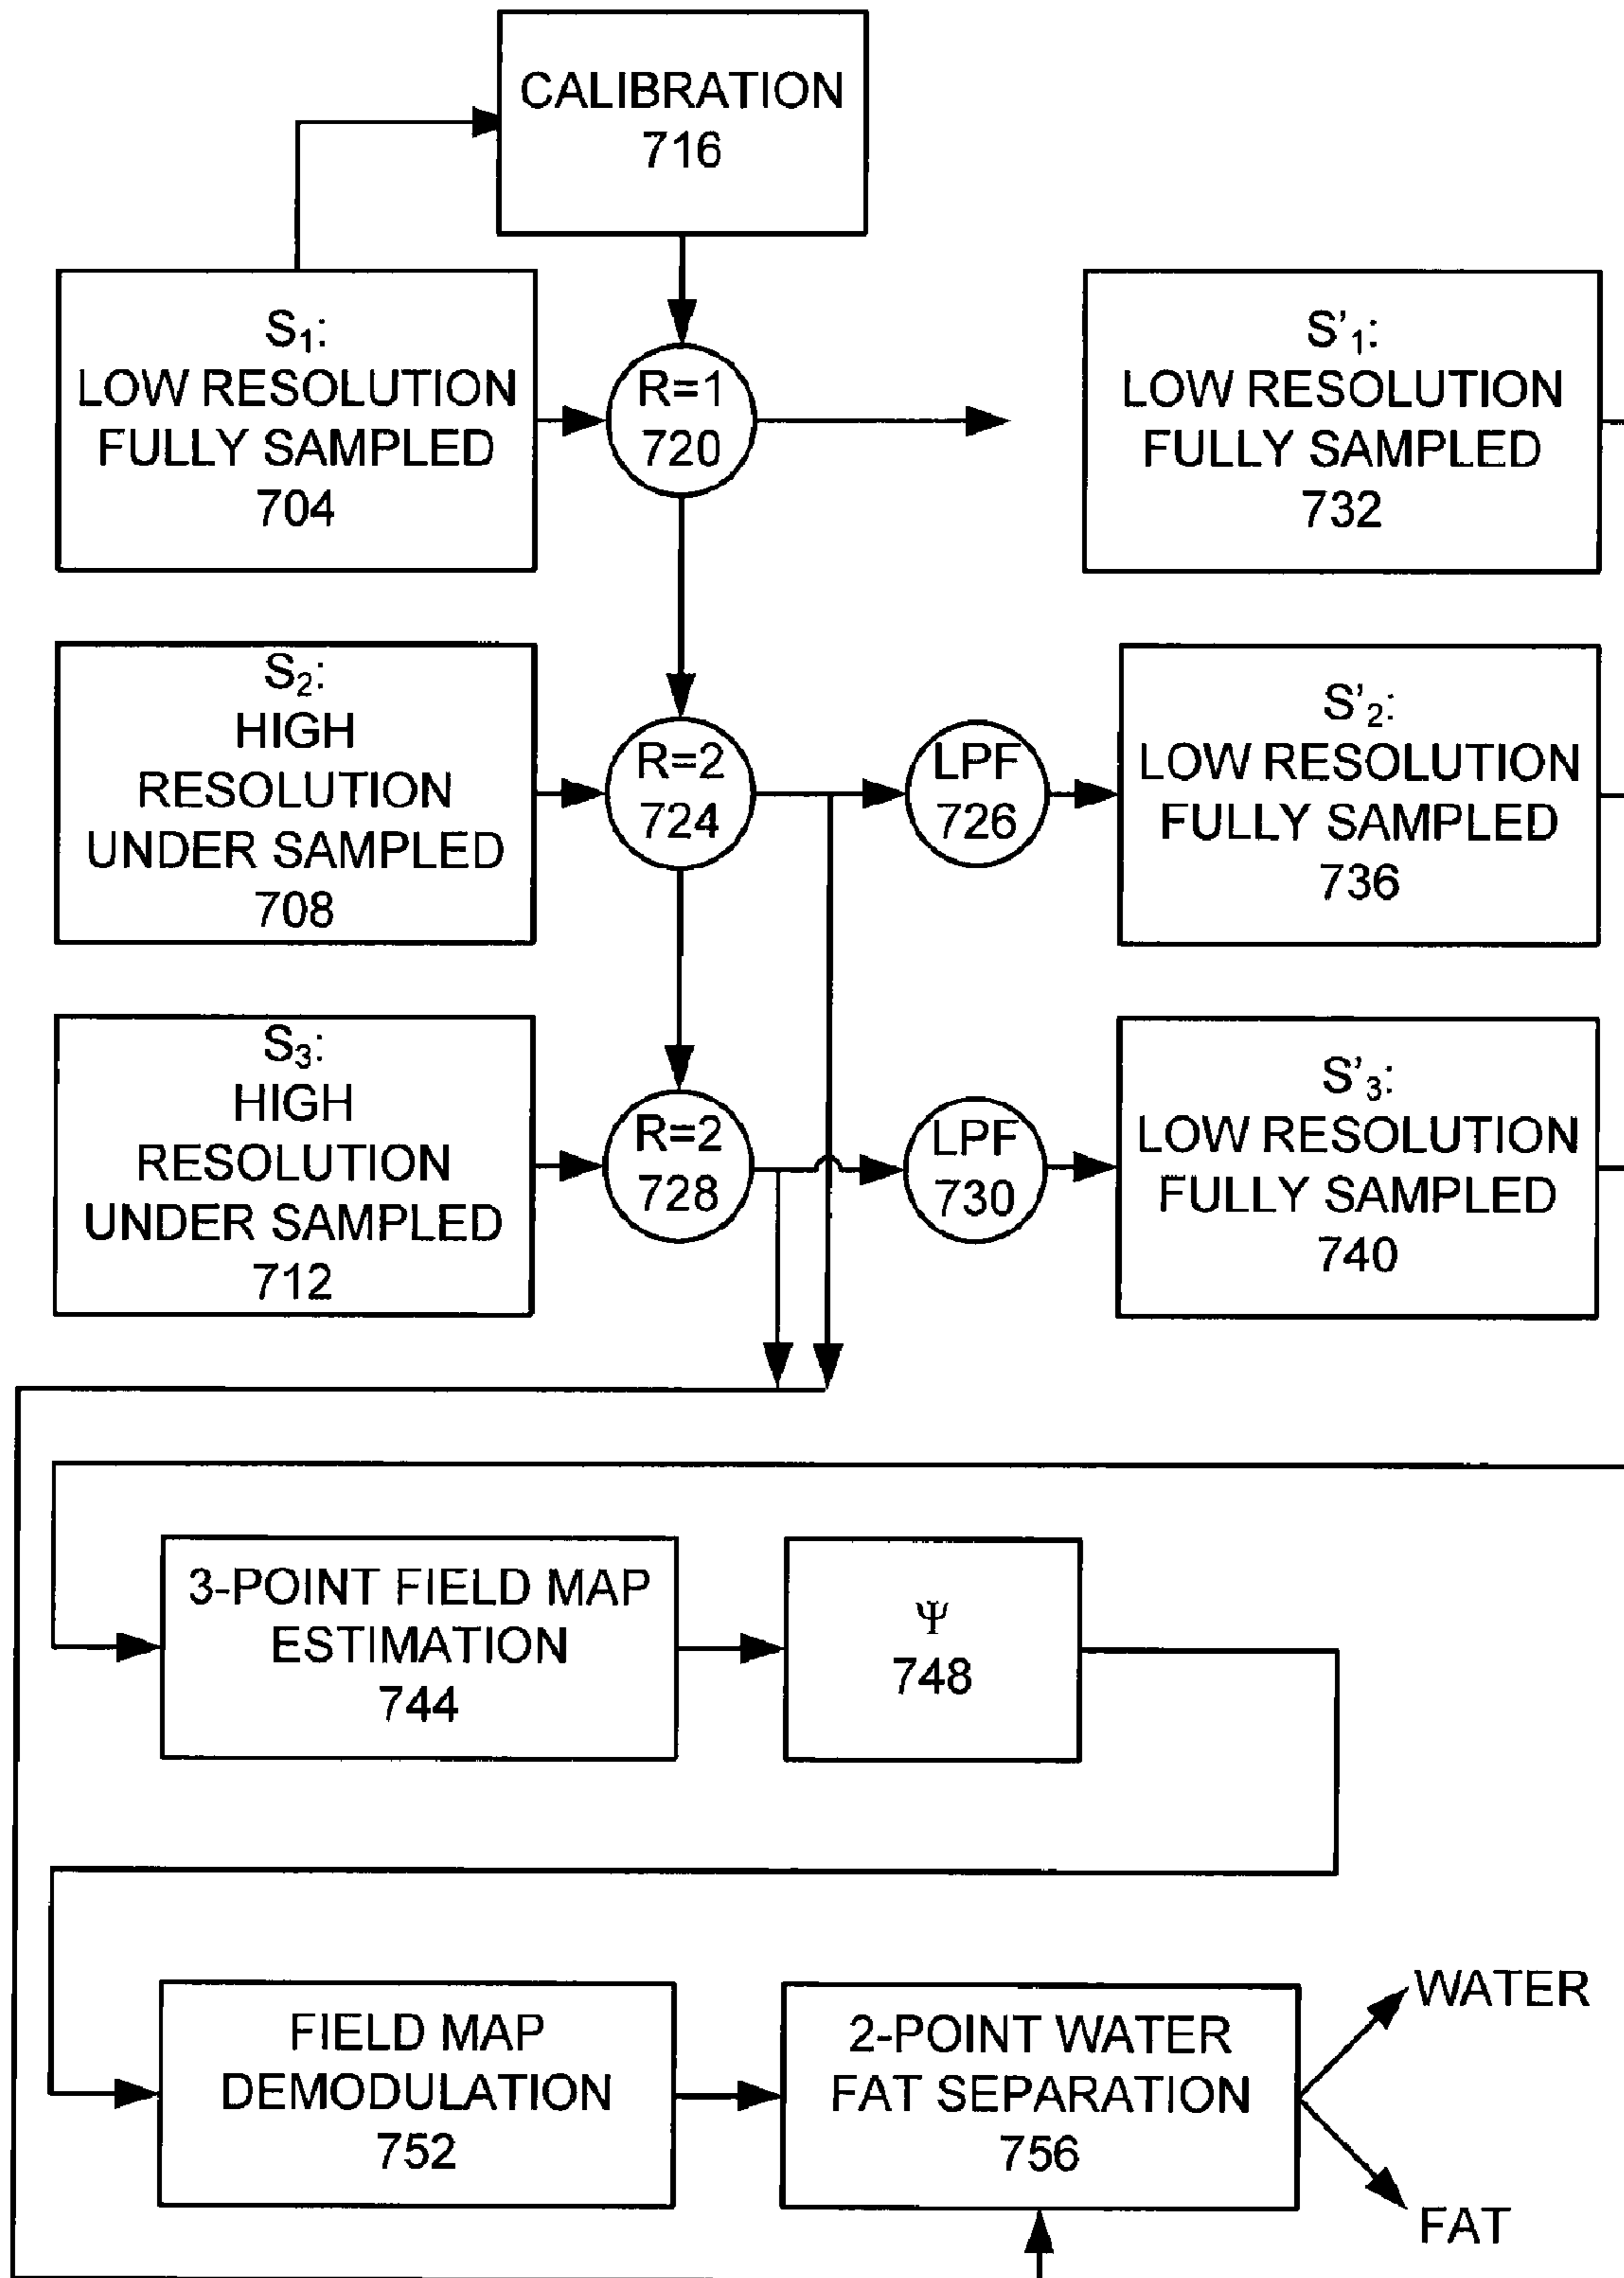 CALIBRATION
716
S₁:
LOW RESOLUTION
FULLY SAMPLED
704
R=1
720
S'₁:
LOW RESOLUTION
FULLY SAMPLED
732
S₂:
HIGH
RESOLUTION
UNDER SAMPLED
708
R=2
724
LPF
726
S'₂:
LOW RESOLUTION
FULLY SAMPLED
736
S₃:
HIGH
RESOLUTION
UNDER SAMPLED
712
R=2
728
LPF
730
S'₃:
LOW RESOLUTION
FULLY SAMPLED
740
3-POINT FIELD MAP
ESTIMATION
744
Ψ
748
FIELD MAP
DEMODULATION
752
2-POINT WATER
FAT SEPARATION
756
WATER
FAT